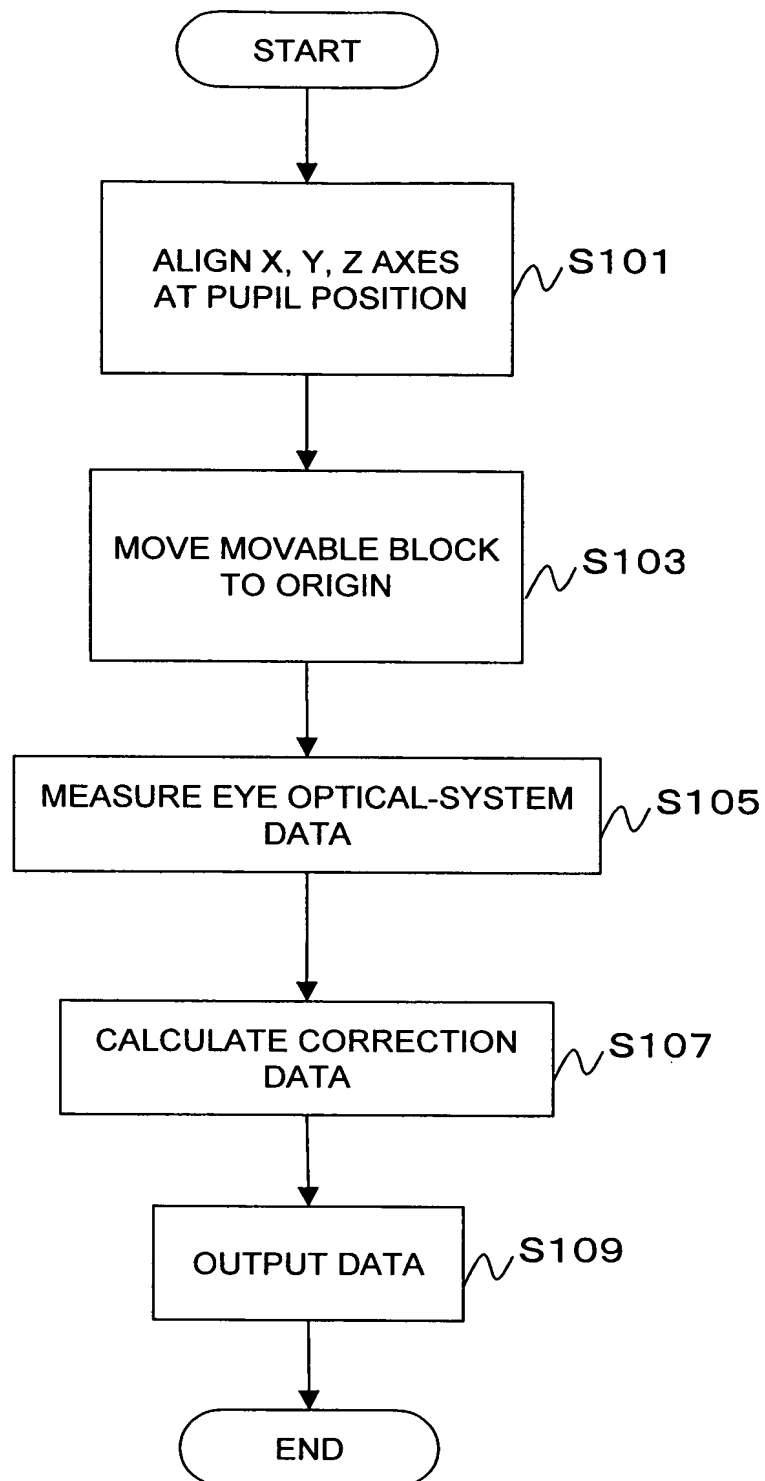 START
ALIGN X, Y, Z AXES
AT PUPIL POSITION
S101
MOVE MOVABLE BLOCK
TO ORIGIN
S103
MEASURE EYE OPTICAL-SYSTEM
DATA
S105
CALCULATE CORRECTION
DATA
S107
OUTPUT DATA
S109
END